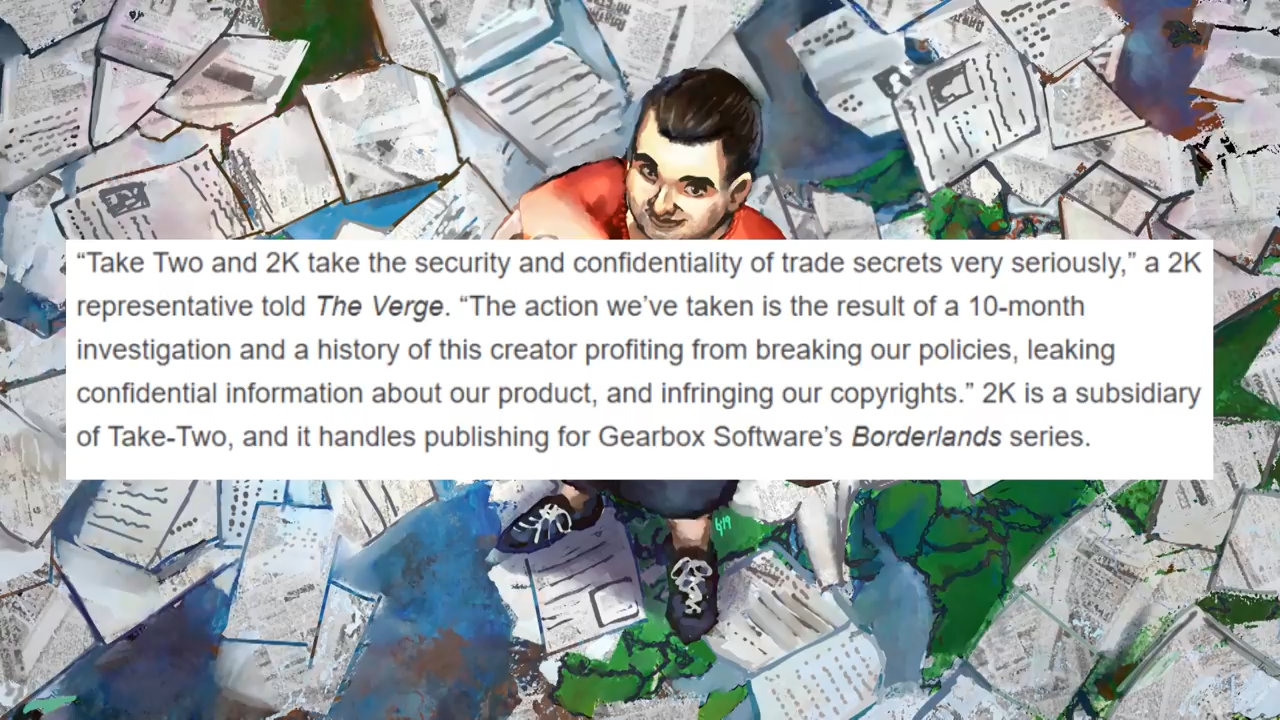 “Take Two and 2K take the security and confidentiality of trade secrets very seriously,” a 2K
representative told The Verge. “The action we’ve taken is the result of a 10-month
investigation and a history of this creator profiting from breaking our policies, leaking
confidential information about our product, and infringing our copyrights.” 2K is a subsidiary
of Take-Two, and it handles publishing for Gearbox Software’s Borderlands series.